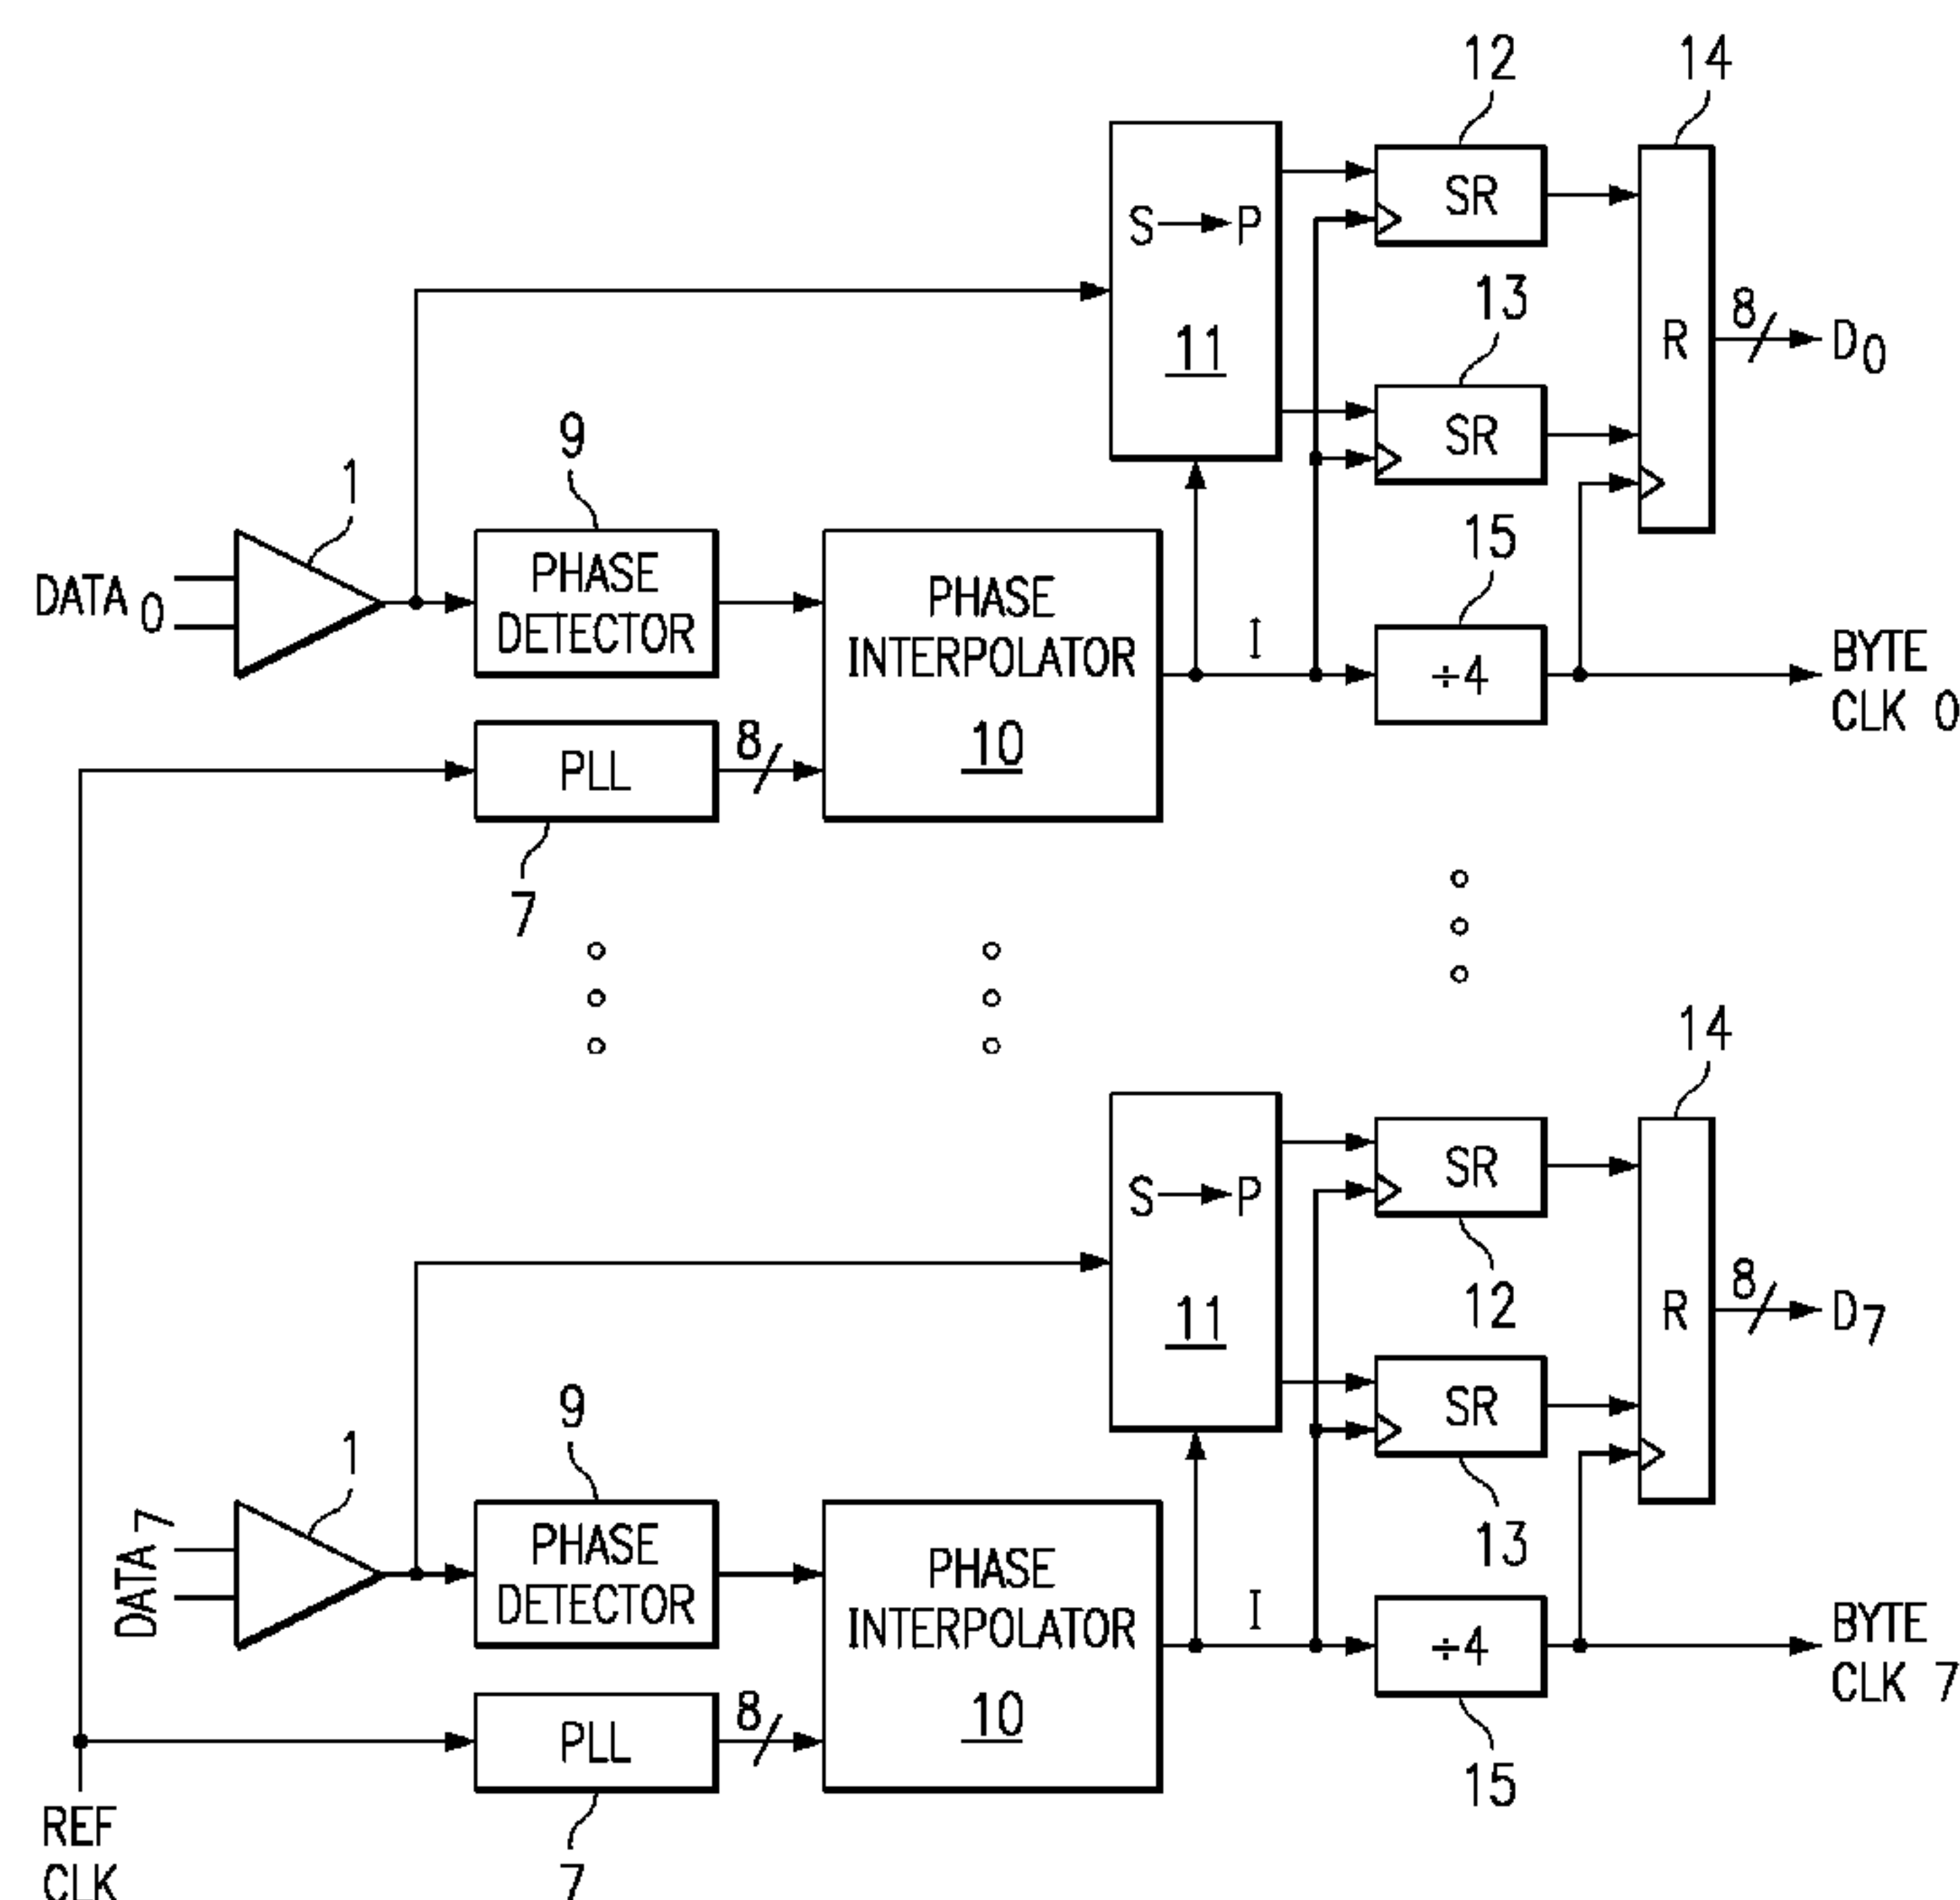 12
14
S → P
SR
13
8
D0
11
R
9
SR
1
15
PHASE
DETECTOR
PHASE
INTERPOLATOR
DATA 0
I
÷4
BYTE
CLK 0
10
PLL
8
7
14
S → P
SR
12
8
D7
11
R
9
SR
1
13
PHASE
DETECTOR
PHASE
INTERPOLATOR
DATA 7
I
÷4
BYTE
CLK 7
10
PLL
8
15
REF
CLK
7